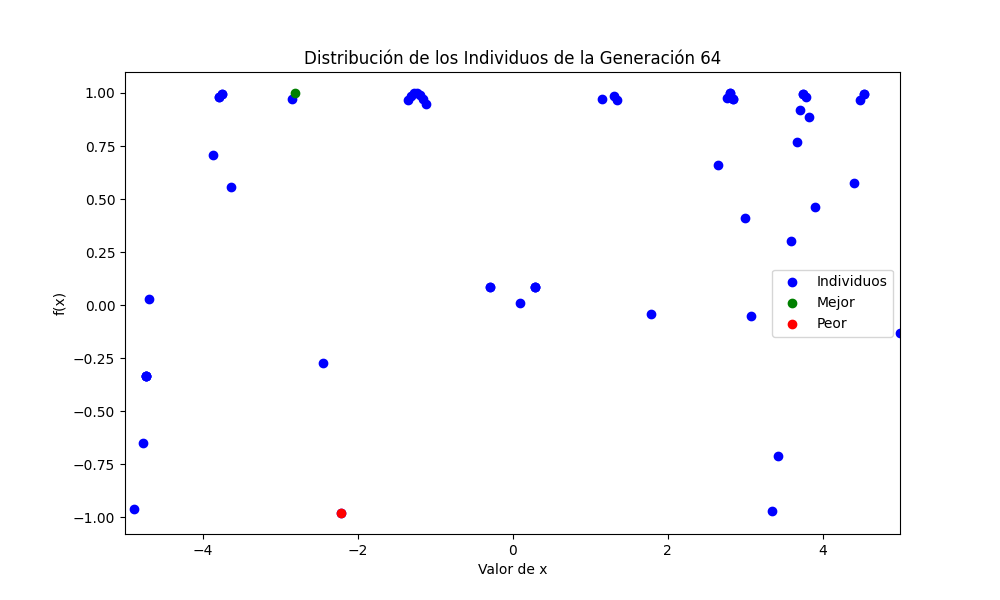 Distribución de los Individuos de la Generación 64
1.00
0.75
0.50
0.25
0.00
−0.25
−0.50
−0.75
−1.00
f(x)
Individuos
Mejor
Peor
−4
−2
0
2
4
Valor de x